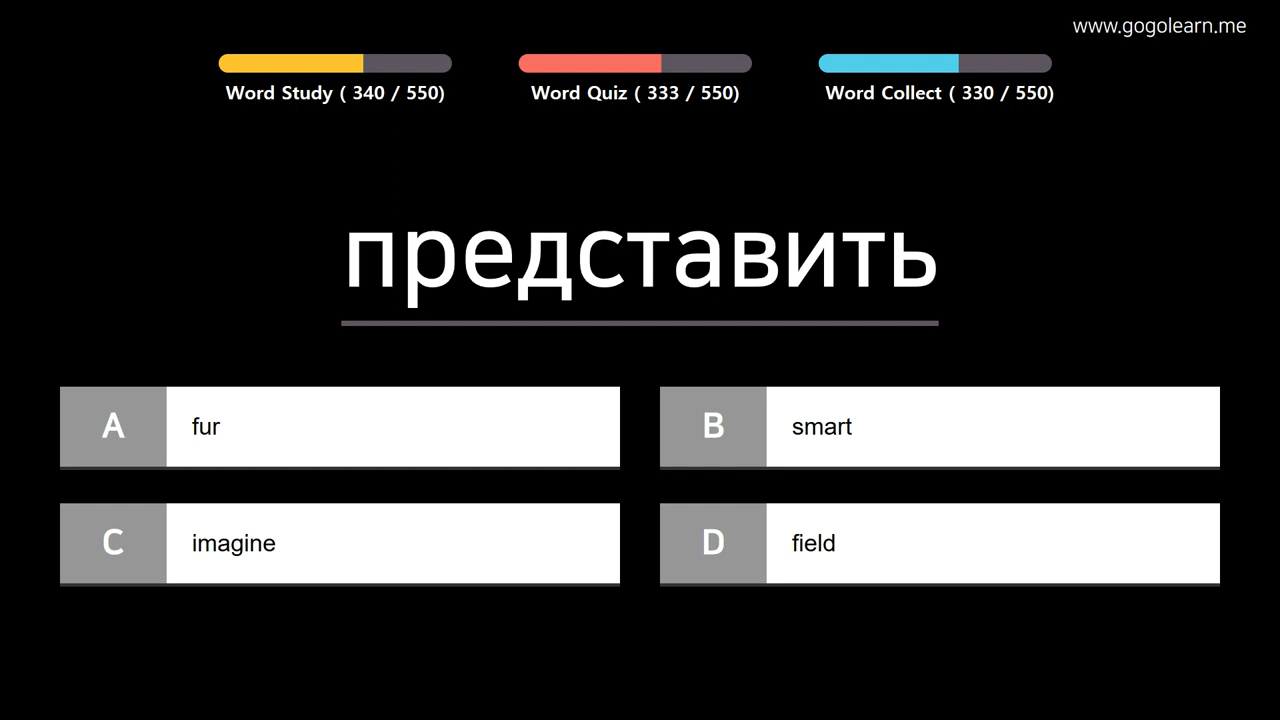 www.gogolearn.me
Word Study ( 340 / 550)
Word Quiz ( 333 / 550)
Word Collect ( 330 / 550)
представить
A fur
B smart
C imagine
D field